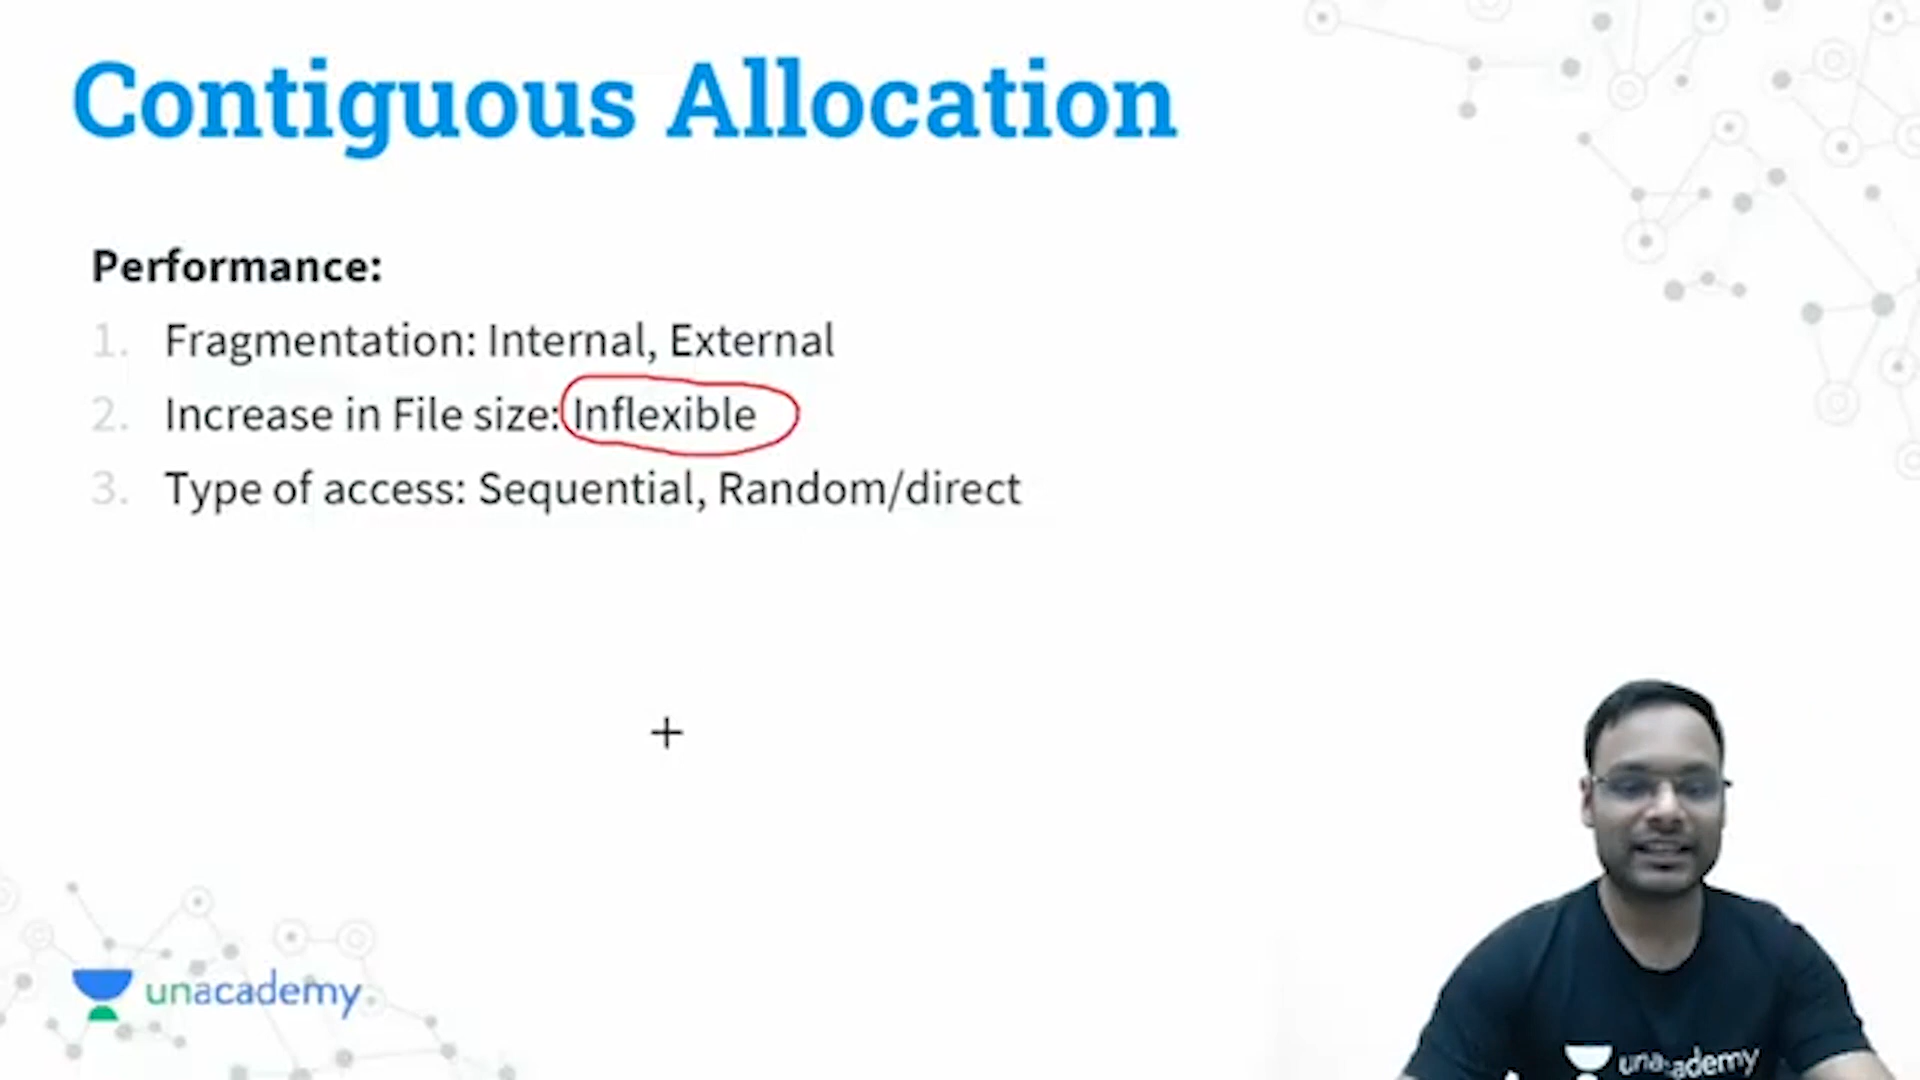 Contiguous Allocation
Performance:
1. Fragmentation: Internal, External
2. Increase in File size: Inflexible
3. Type of access: Sequential, Random/direct
unacademy
unacademy